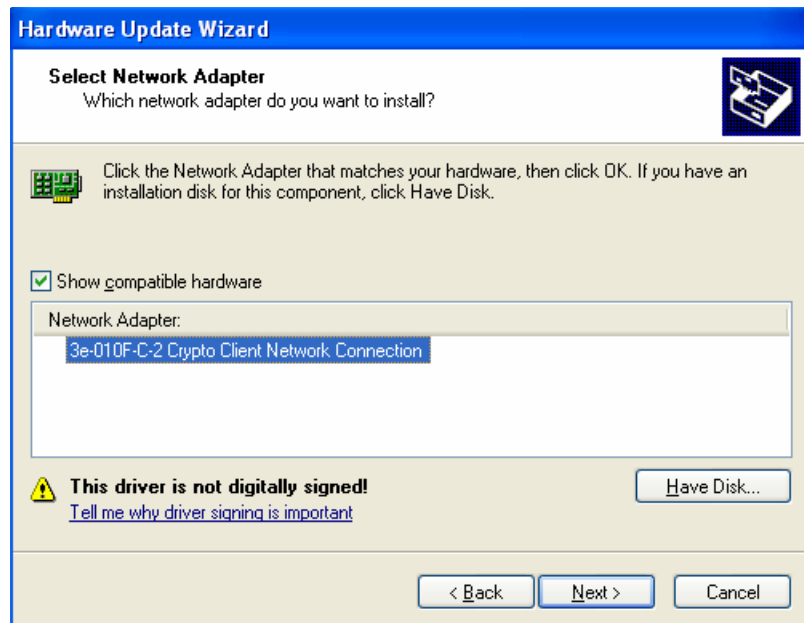 Hardware Update Wizard
Select Network Adapter
Which network adapter do you want to install?
Click the Network Adapter that matches your hardware, then click OK. If you have an
installation disk for this component, click Have Disk.
Show compatible hardware
Network Adapter:
3e-010F-C-2 Crypto Client Network Connection
This driver is not digitally signed!
Tell me why driver signing is important
Have Disk...
< Back
Next >
Cancel